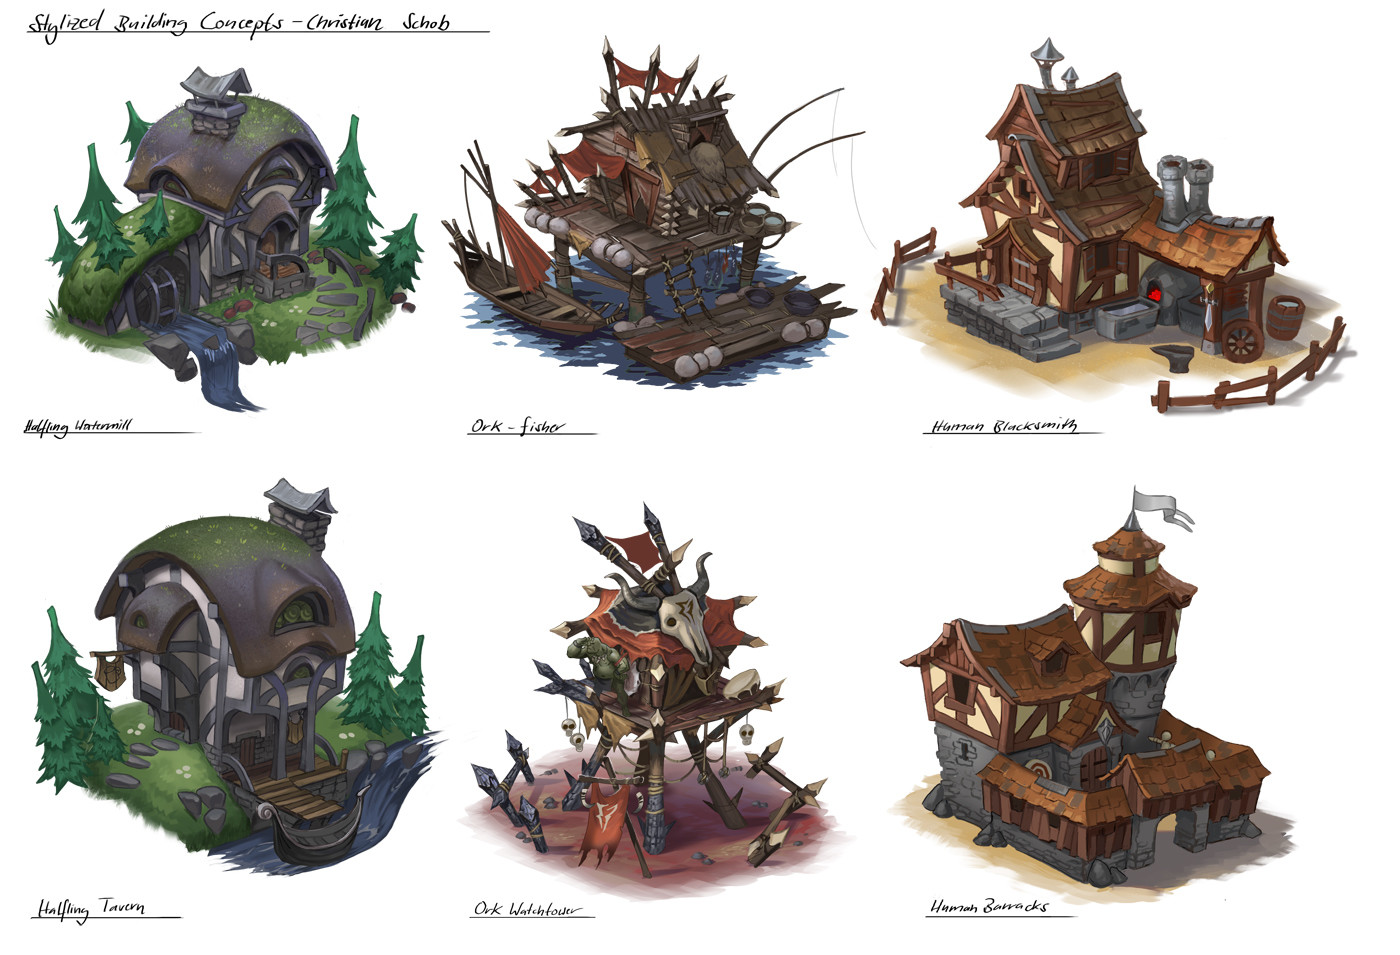 Stylized Building Concepts - Christian Schob
Halfling Watermill
Ork - fisher
Human Blacksmith
Halfling Tavern
Ork Watchtower
Human Barracks